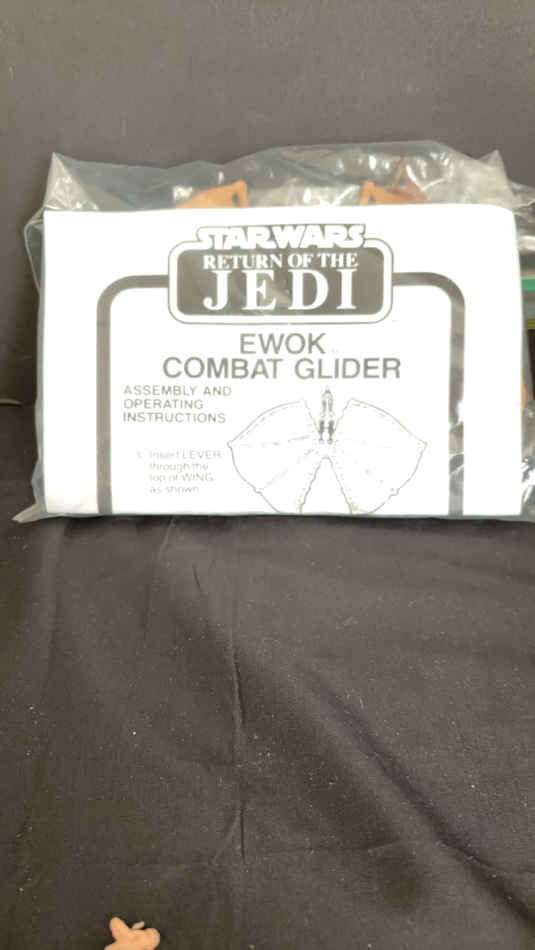 STAR WARS
RETURN OF THE
JEDI
EWOK
COMBAT GLIDER
ASSEMBLY AND
OPERATING
INSTRUCTIONS
1. Insert LEVER
through the
top of WING
as shown